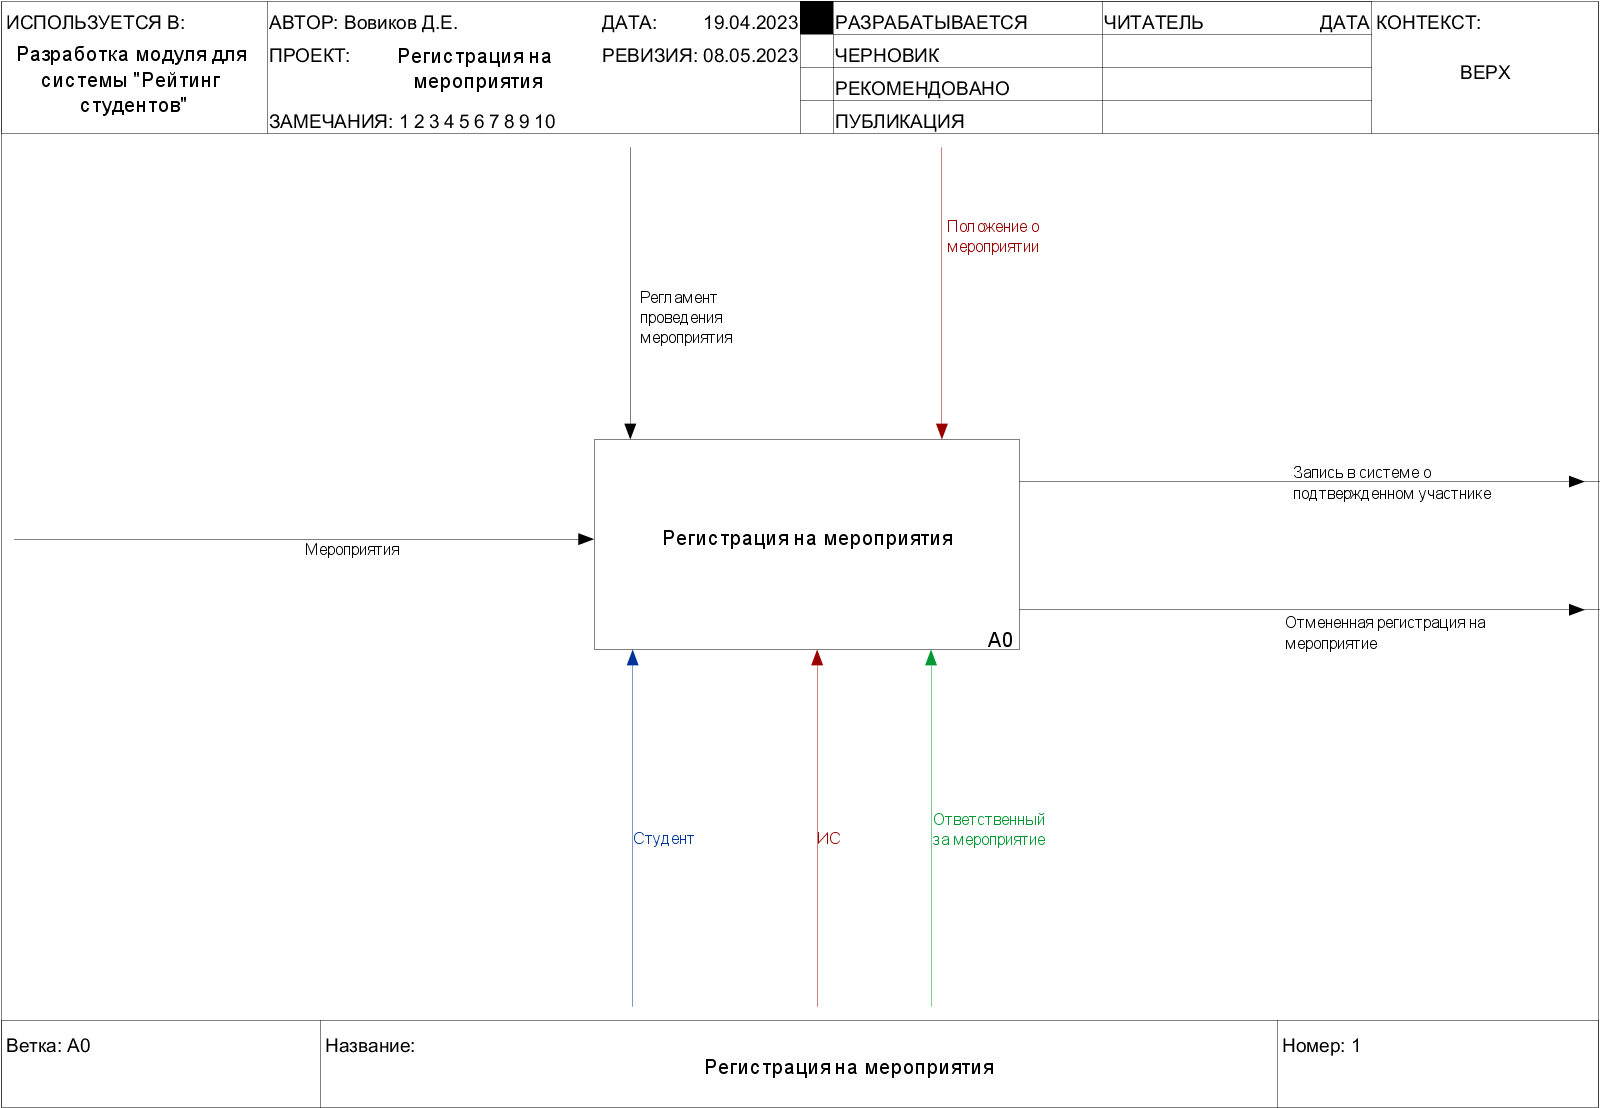 ИСПОЛЬЗУЕТСЯ В:
Разработка модуля для
системы "Рейтинг
студентов"
АВТОР: Вовиков Д.Е.
ДАТА: 19.04.2023
ПРОЕКТ: Регистрация на
мероприятия
РЕВИЗИЯ: 08.05.2023
ЗАМЕЧАНИЯ: 1 2 3 4 5 6 7 8 9 10
РАЗРАБАТЫВАЕТСЯ
ЧЕРНОВИК
РЕКОМЕНДОВАНО
ПУБЛИКАЦИЯ
ЧИТАТЕЛЬ ДАТА
КОНТЕКСТ:
ВЕРХ
Положение о
мероприятии
Регламент
проведения
мероприятия
Запись в системе о
подтвержденном участнике
Регистрация на мероприятия
Мероприятия
A0
Отмененная регистрация на
мероприятие
Студент
ИС
Ответственный
за мероприятие
Ветка: A0
Название:
Регистрация на мероприятия
Номер: 1